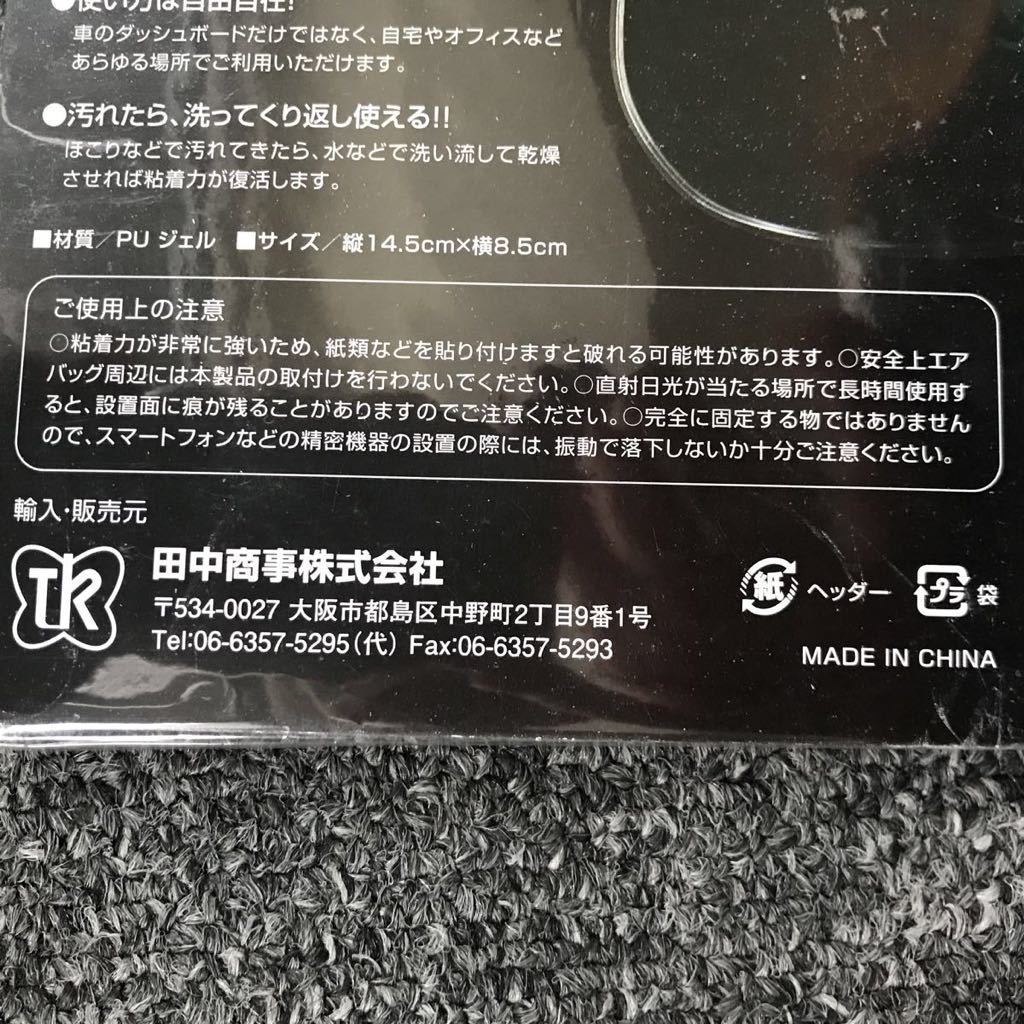 ●使い方は自由自在!
車のダッシュボードだけではなく、自宅やオフィスなど
あらゆる場所でご利用いただけます。
●汚れたら、洗ってくり返し使える!!
ほこりなどで汚れてきたら、水などで洗い流して乾燥
させれば粘着力が復活します。
■材質/PU ジェル ■サイズ/縦14.5cm×横8.5cm
ご使用上の注意
○粘着力が非常に強いため、紙類などを貼り付けますと破れる可能性があります。○安全上エア
バッグ周辺には本製品の取付けを行わないでください。○直射日光が当たる場所で長時間使用す
ると、設置面に痕が残ることがありますのでご注意ください。○完全に固定する物ではありません
ので、スマートフォンなどの精密機器の設置の際には、振動で落下しないか十分ご注意ください。
輸入・販売元
TK
田中商事株式会社
〒534-0027 大阪市都島区中野町2丁目9番1号
Tel:06-6357-5295(代) Fax:06-6357-5293
紙 ヘッダー プラ 袋
MADE IN CHINA